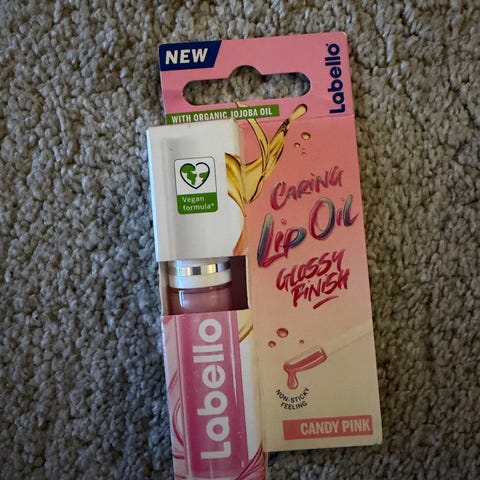 NEW
Labello
WITH ORGANIC JOJOBA OIL
Vegan
formula*
CARING
Lip Oil
GLOSSY
FINISH
Labello
NON-STICKY
FEELING
CANDY PINK